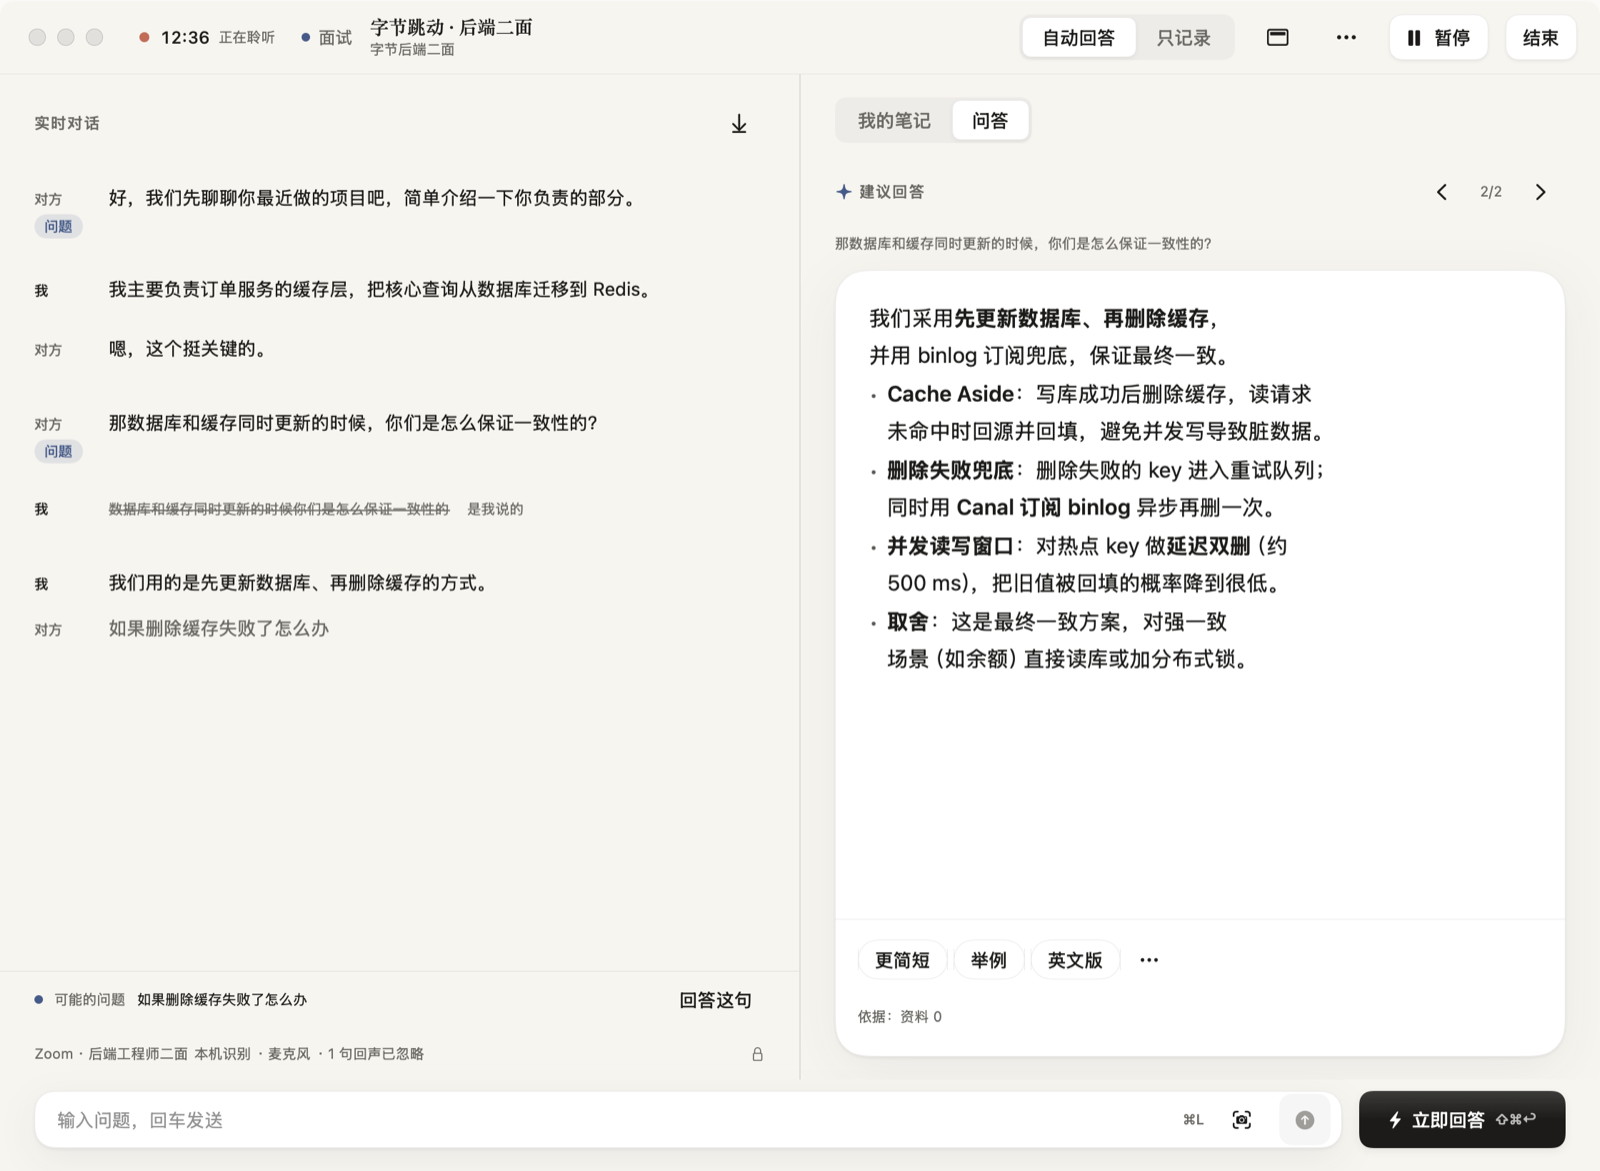 12:36 正在聆听 面试 字节跳动 · 后端二面
字节后端二面
自动回答 只记录 暂停 结束
实时对话
对方 好，我们先聊聊你最近做的项目吧，简单介绍一下你负责的部分。
问题
我 我主要负责订单服务的缓存层，把核心查询从数据库迁移到 Redis。
对方 嗯，这个挺关键的。
对方 那数据库和缓存同时更新的时候，你们是怎么保证一致性的?
问题
我 数据库和缓存同时更新的时候你们是怎么保证一致性的 是我说的
我 我们用的是先更新数据库、再删除缓存的方式。
对方 如果删除缓存失败了怎么办
可能的问题 如果删除缓存失败了怎么办 回答这句
Zoom · 后端工程师二面 本机识别 · 麦克风 · 1 句回声已忽略
我的笔记 问答
建议回答 2/2
那数据库和缓存同时更新的时候，你们是怎么保证一致性的?
我们采用先更新数据库、再删除缓存，
并用 binlog 订阅兜底，保证最终一致。
· Cache Aside：写库成功后删除缓存，读请求
未命中时回源并回填，避免并发写导致脏数据。
· 删除失败兜底：删除失败的 key 进入重试队列；
同时用 Canal 订阅 binlog 异步再删一次。
· 并发读写窗口：对热点 key 做延迟双删（约
500 ms），把旧值被回填的概率降到很低。
· 取舍：这是最终一致方案，对强一致
场景（如余额）直接读库或加分布式锁。
更简短 举例 英文版
依据：资料 0
输入问题，回车发送 ⌘L
立即回答 ⇧⌘↩